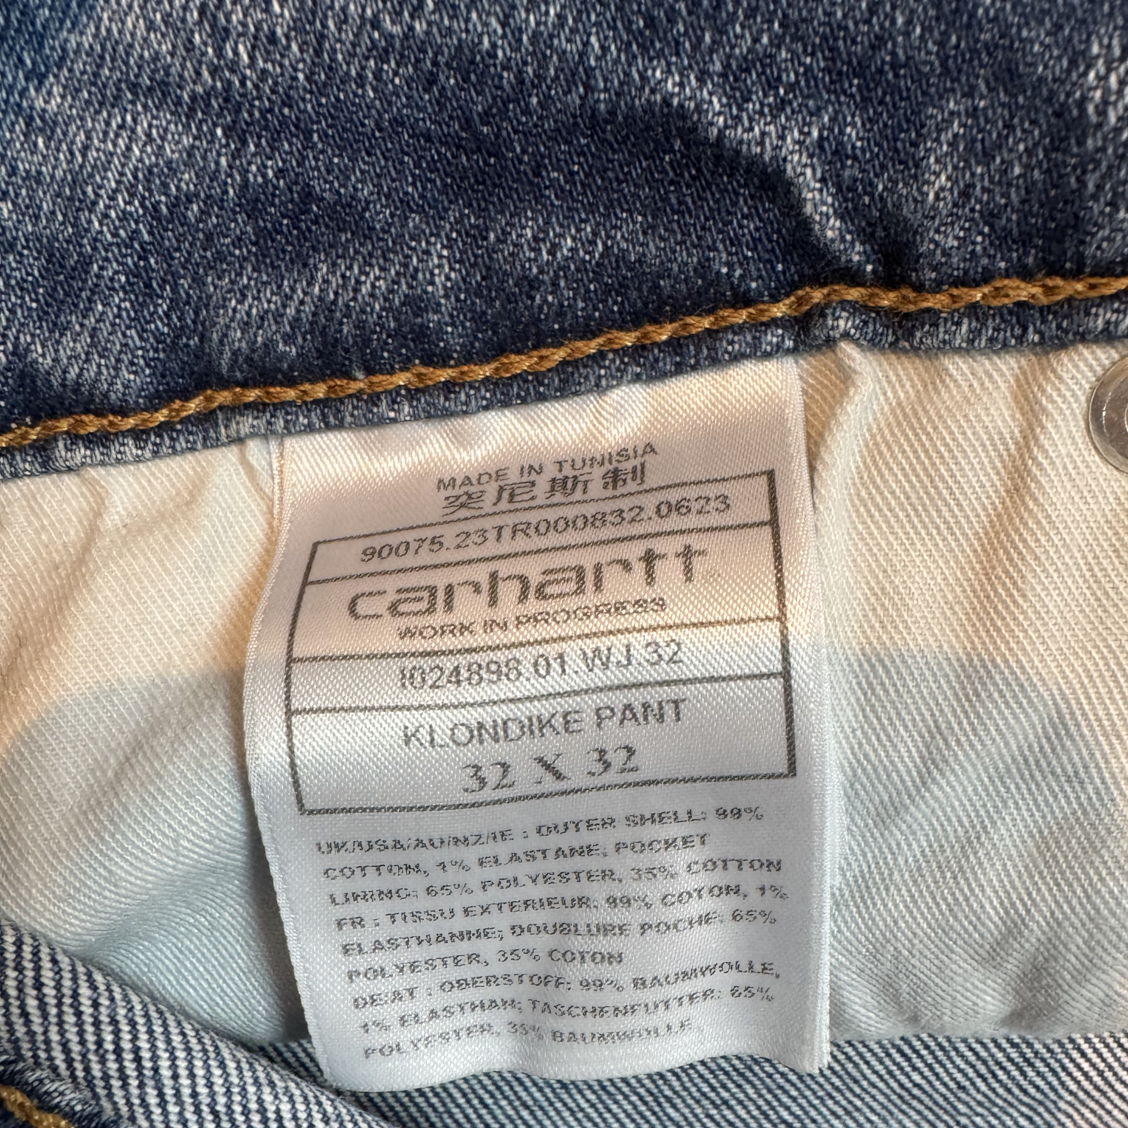 MADE IN TUNISIA
突尼斯制
90075.23TR000832.0623
carhartt
WORK IN PROGRESS
I024898.01.WJ.32
KLONDIKE PANT
32 X 32
UK/USA/AU/NZ/IE : OUTER SHELL: 99%
COTTON, 1% ELASTANE; POCKET
LINING: 65% POLYESTER, 35% COTTON
FR : TISSU EXTERIEUR: 99% COTON, 1%
ELASTHANNE; DOUBLURE POCHE: 65%
POLYESTER, 35% COTON
DE/AT : OBERSTOFF: 99% BAUMWOLLE,
1% ELASTHAN; TASCHENFUTTER: 65%
POLYESTER, 35% BAUMWOLLE